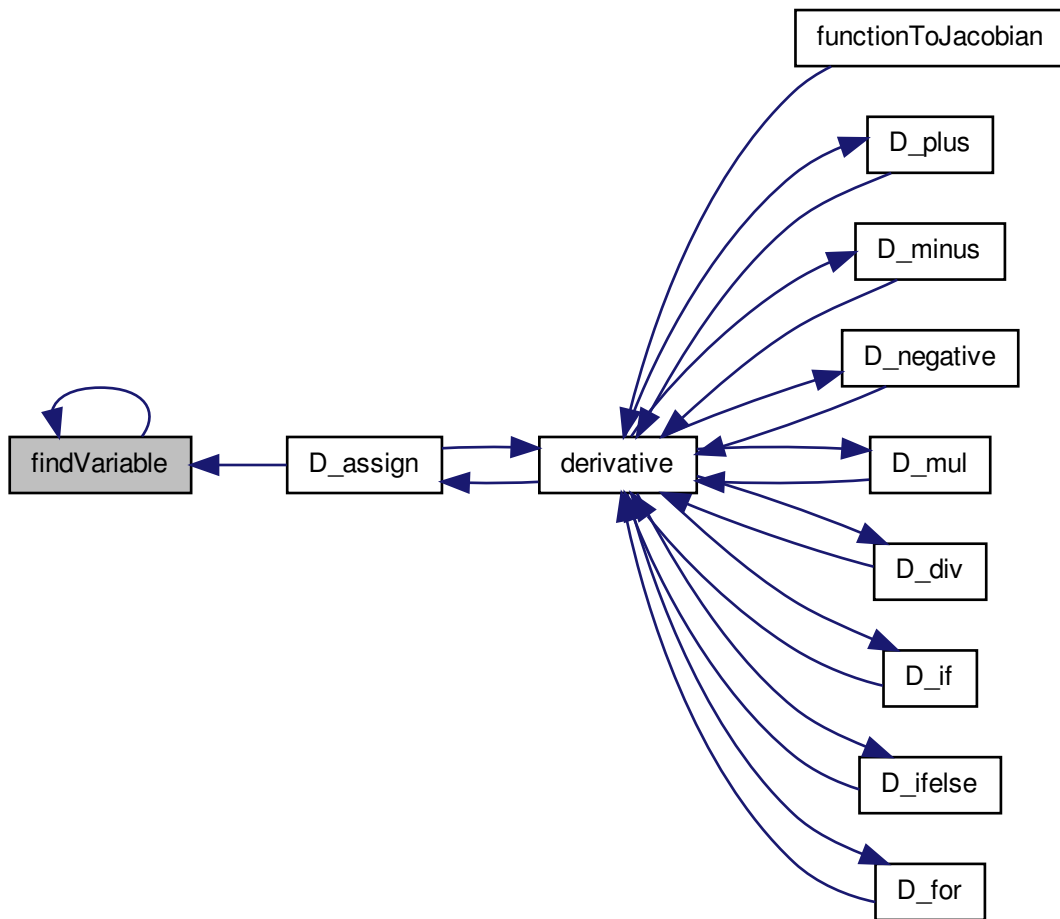 functionToJacobian
D_plus
D_minus
D_negative
findVariable
D_assign
derivative
D_mul
D_div
D_if
D_ifelse
D_for